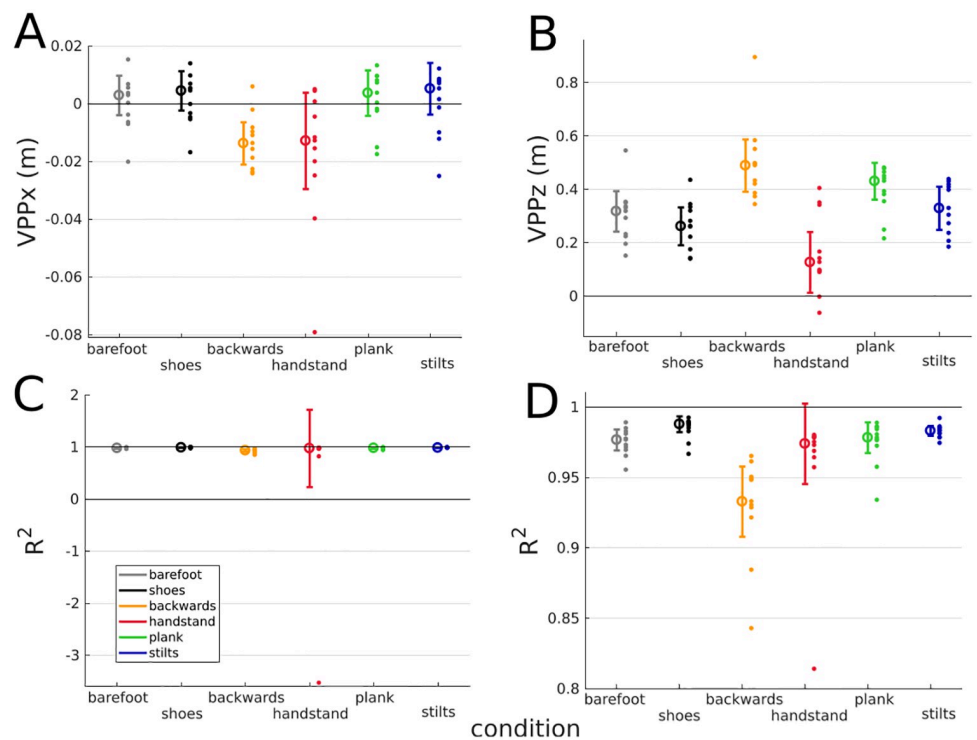 A
VPPx (m)
0.02
0
-0.02
-0.04
-0.06
-0.08
barefoot
shoes
backwards
handstand
plank
stilts
B
VPPz (m)
0.8
0.6
0.4
0.2
0
barefoot
shoes
backwards
handstand
plank
stilts
C
R²
2
1
0
-1
-2
-3
barefoot
shoes
backwards
handstand
plank
stilts
barefoot
shoes
backwards
handstand
plank
stilts
D
R²
1
0.95
0.9
0.85
0.8
barefoot
shoes
backwards
handstand
plank
stilts
condition